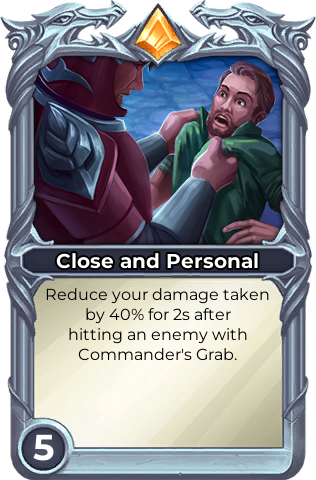 Close and Personal
Reduce your damage taken
by 40% for 2s after
hitting an enemy with
Commander's Grab.
5